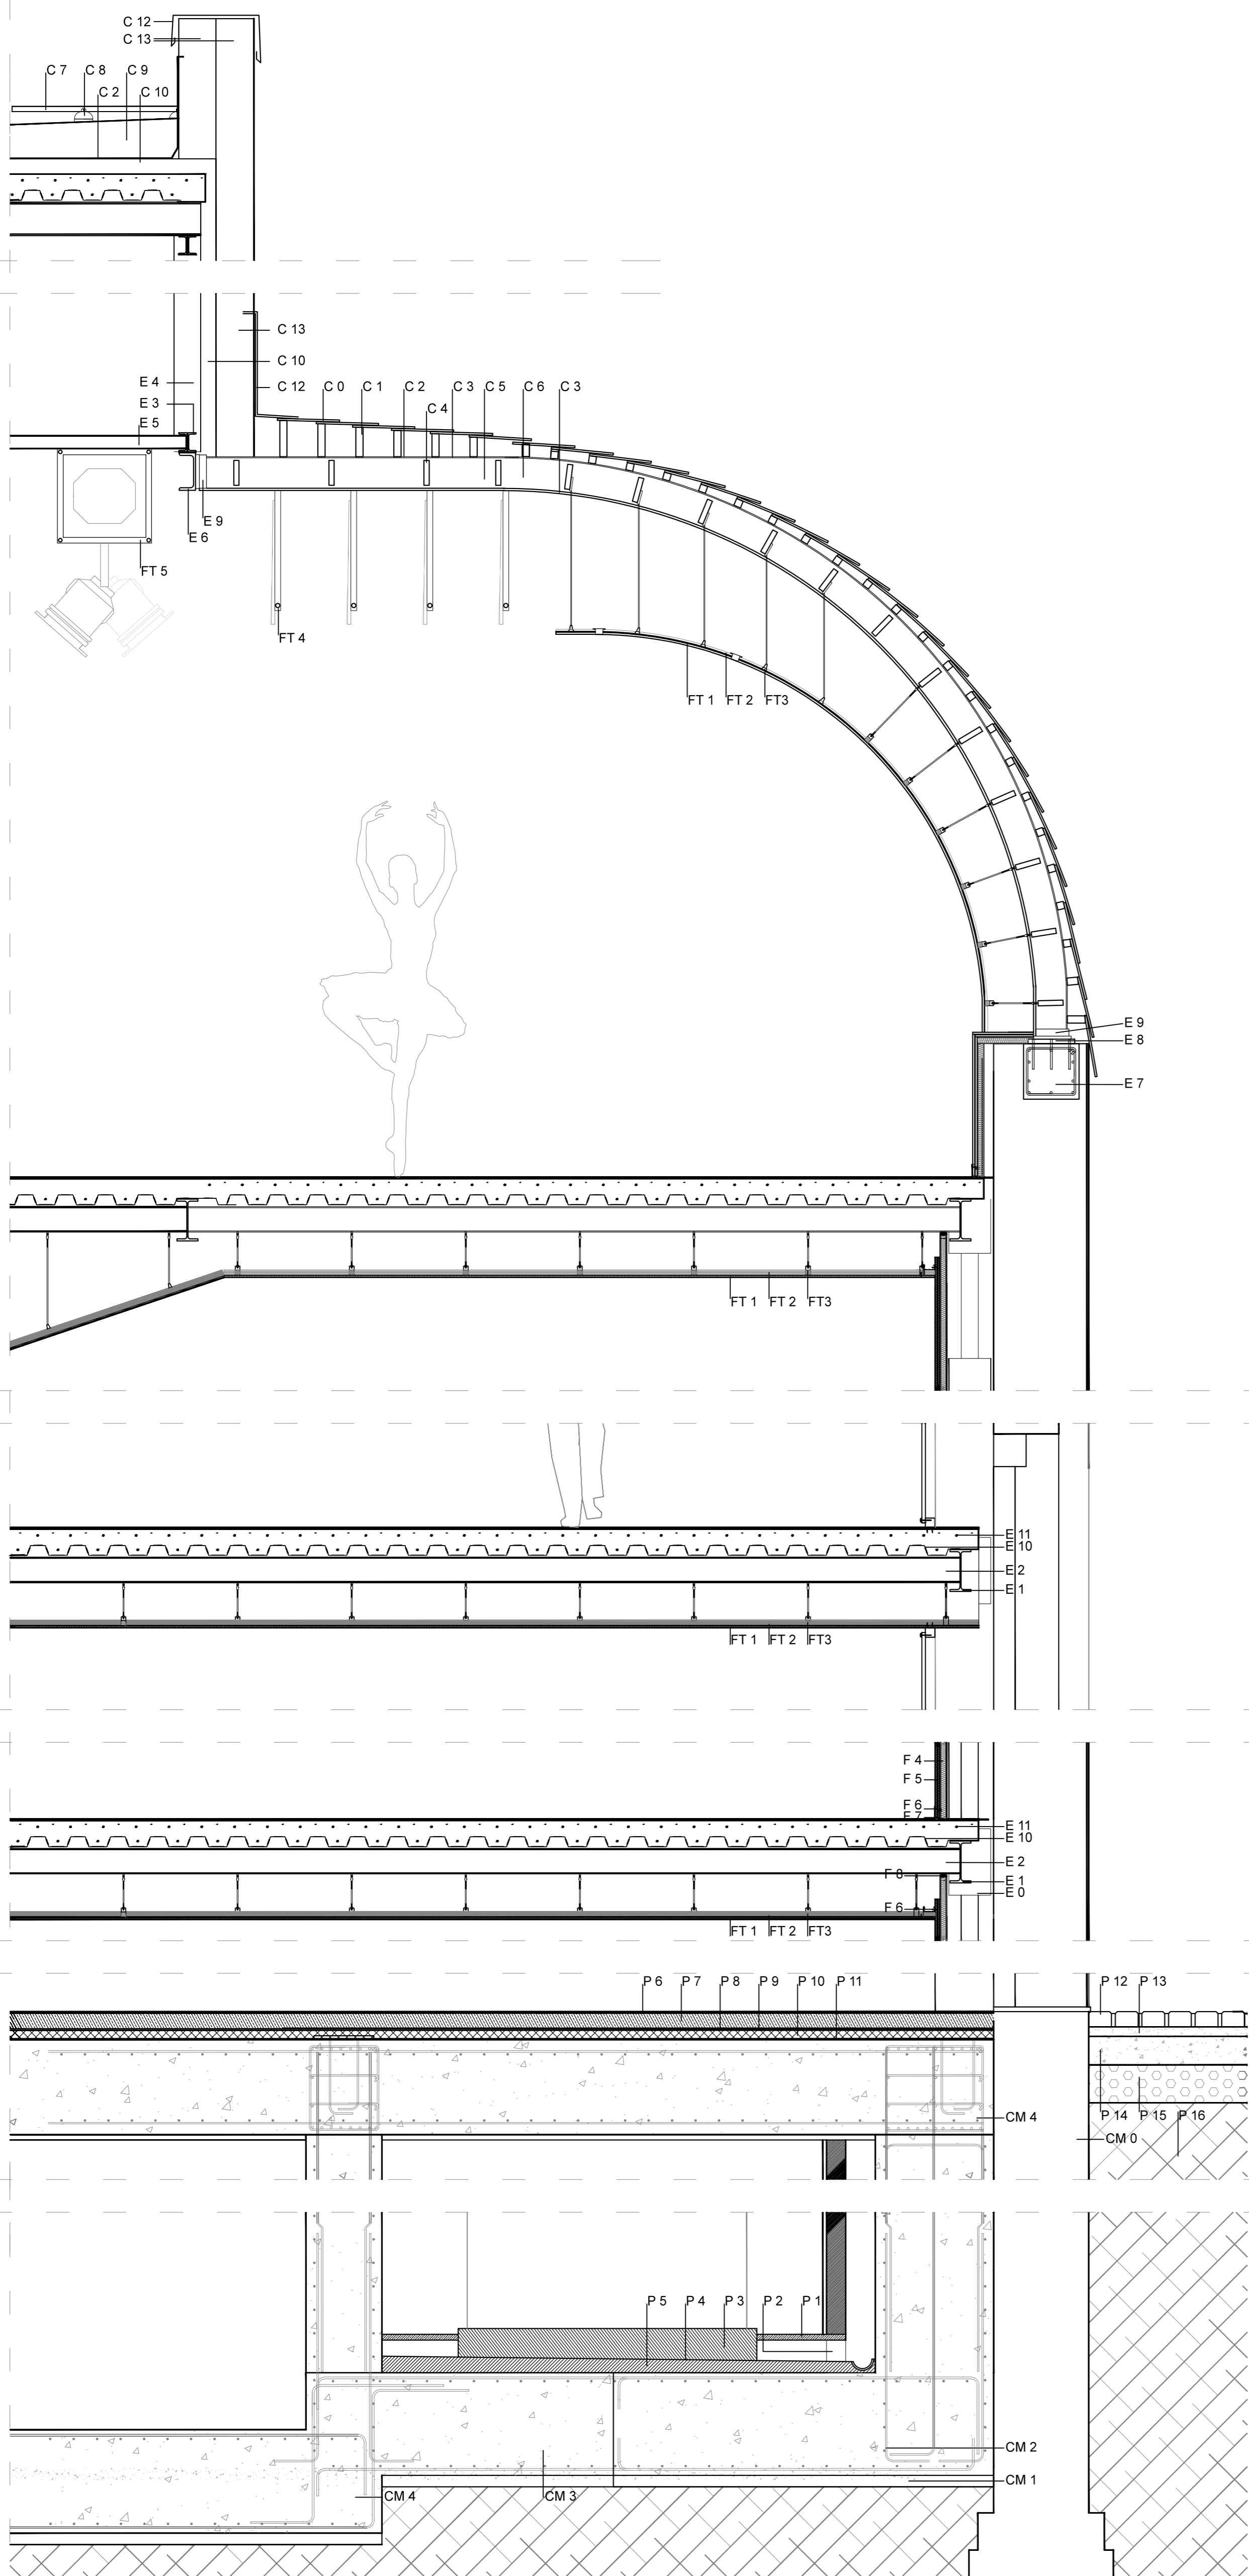 C 12
C 13
C 7
C 8
C 9
C 2
C 10
C 13
C 10
E 4
C 12
C 0
C 1
C 2
C 3
C 5
C 6
C 3
E 3
C 4
E 5
E 9
E 6
FT 5
FT 4
FT 1
FT 2
FT3
E 9
E 8
E 7
FT 1
FT 2
FT3
E 11
E 10
E 2
E 1
FT 1
FT 2
FT3
F 4
F 5
F 6
F 7
E 11
E 10
E 2
F 8
E 1
E 0
F 6
FT 1
FT 2
FT3
P 6
P 7
P 8
P 9
P 10
P 11
P 12
P 13
P 14
P 15
P 16
CM 4
CM 0
P 5
P 4
P 3
P 2
P 1
CM 2
CM 1
CM 4
CM 3